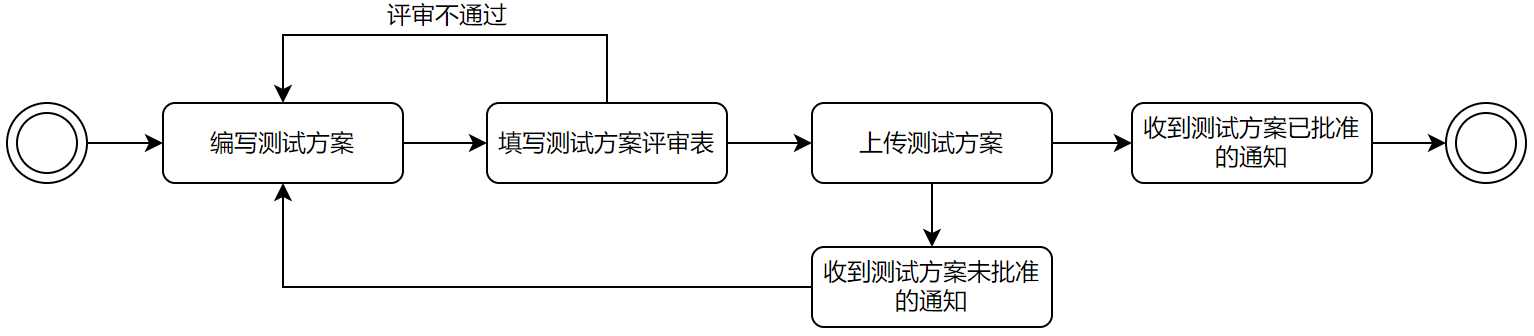 评审不通过
编写测试方案
填写测试方案评审表
上传测试方案
收到测试方案已批准
的通知
收到测试方案未批准
的通知